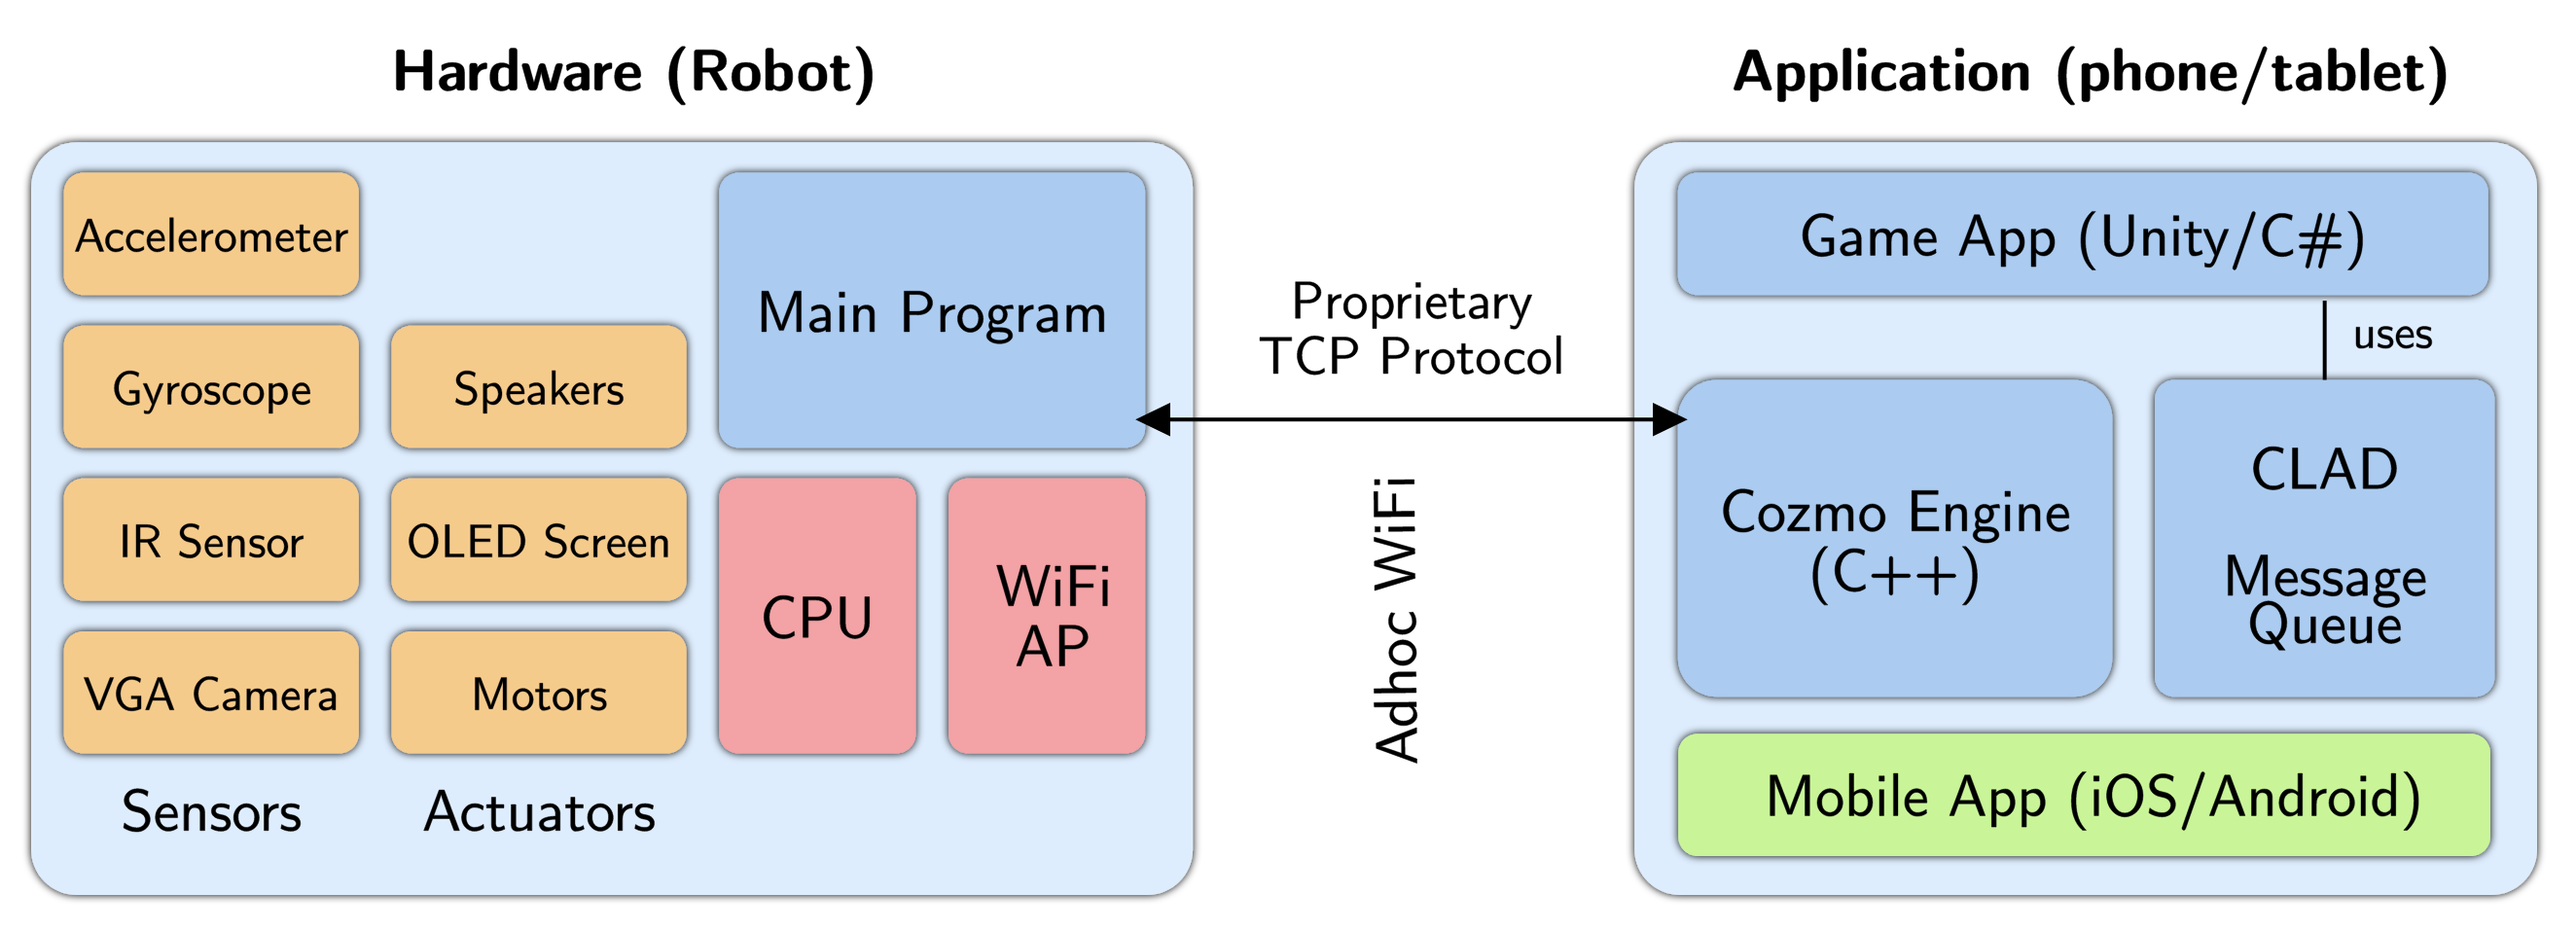 Hardware (Robot)
Accelerometer
Gyroscope
IR Sensor
VGA Camera
Sensors
Speakers
OLED Screen
Motors
Actuators
Main Program
CPU
WiFi
AP
Proprietary
TCP Protocol
Adhoc WiFi
Application (phone/tablet)
Game App (Unity/C#)
uses
Cozmo Engine
(C++)
CLAD
Message
Queue
Mobile App (iOS/Android)